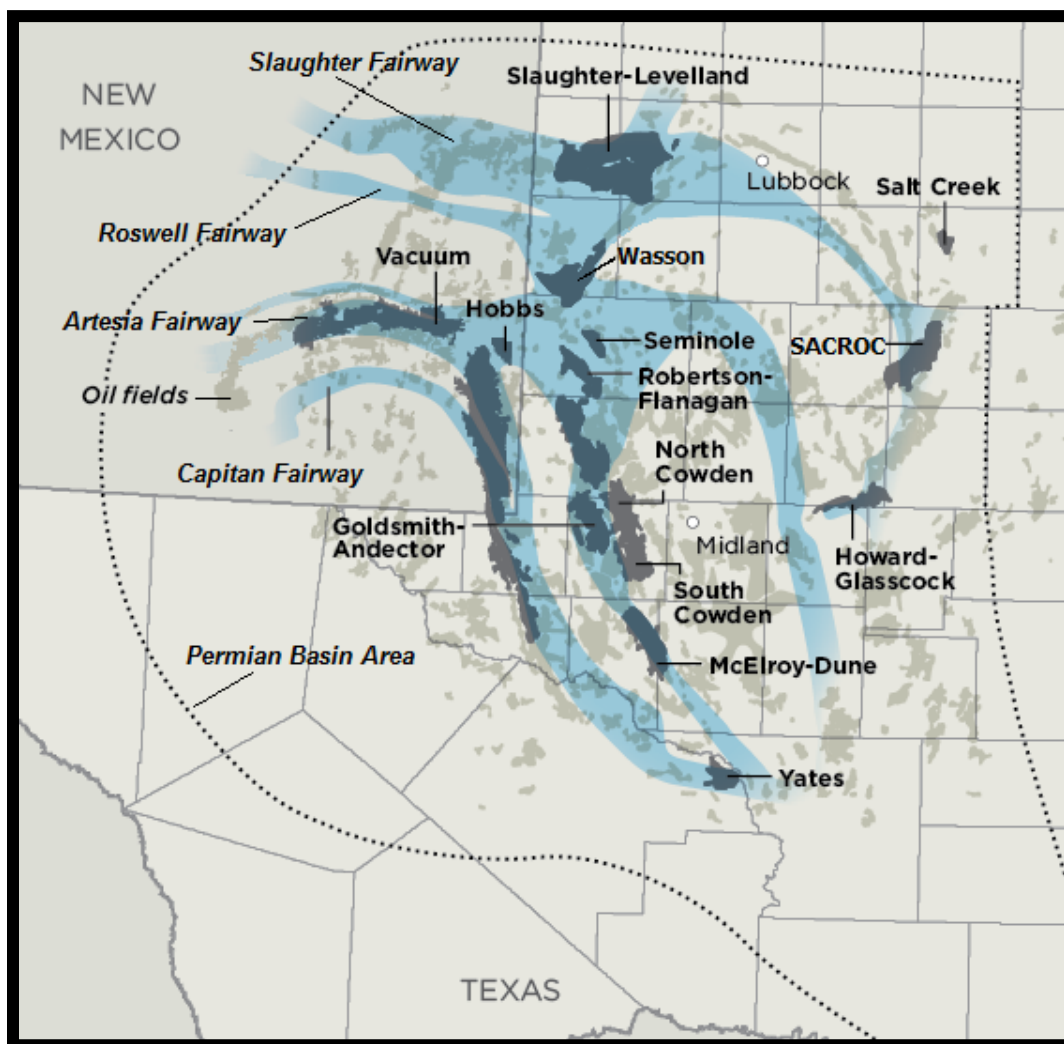 Slaughter Fairway
Slaughter-Levelland
NEW
MEXICO
Lubbock
Salt Creek
Roswell Fairway
Vacuum
Wasson
Hobbs
Artesia Fairway
Seminole
SACROC
Robertson-
Flanagan
Oil fields
Capitan Fairway
North
Cowden
Goldsmith-
Andector
Midland
Howard-
Glasscock
South
Cowden
Permian Basin Area
McElroy-Dune
Yates
TEXAS